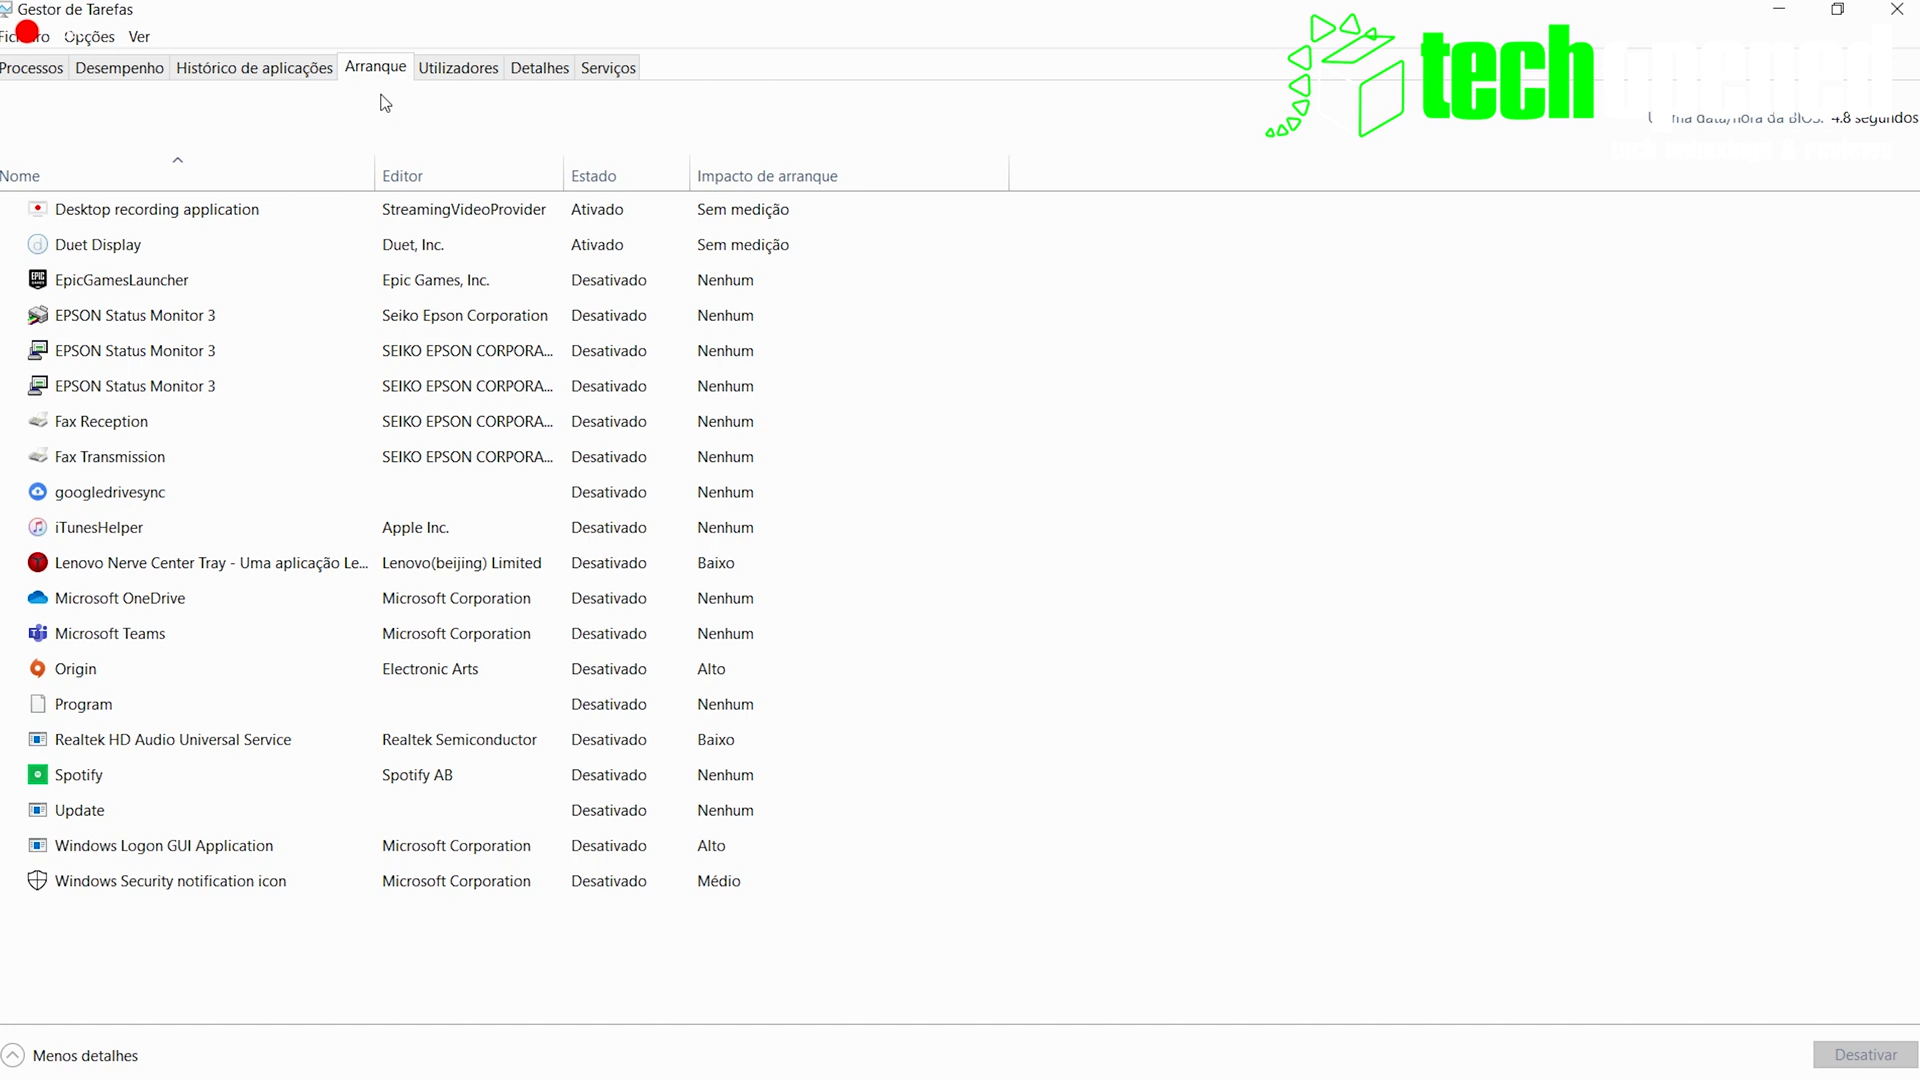 Gestor de Tarefas
Opções Ver
Processos Desempenho Histórico de aplicações Arranque Utilizadores Detalhes Serviços
tech
data/hora da BIOS: 4.8 segundos
Nome Editor Estado Impacto de arranque
Desktop recording application StreamingVideoProvider Ativado Sem medição
Duet Display Duet, Inc. Ativado Sem medição
EpicGamesLauncher Epic Games, Inc. Desativado Nenhum
EPSON Status Monitor 3 Seiko Epson Corporation Desativado Nenhum
EPSON Status Monitor 3 SEIKO EPSON CORPORA... Desativado Nenhum
EPSON Status Monitor 3 SEIKO EPSON CORPORA... Desativado Nenhum
Fax Reception SEIKO EPSON CORPORA... Desativado Nenhum
Fax Transmission SEIKO EPSON CORPORA... Desativado Nenhum
googledrivesync Desativado Nenhum
iTunesHelper Apple Inc. Desativado Nenhum
Lenovo Nerve Center Tray - Uma aplicação Le... Lenovo(beijing) Limited Desativado Baixo
Microsoft OneDrive Microsoft Corporation Desativado Nenhum
Microsoft Teams Microsoft Corporation Desativado Nenhum
Origin Electronic Arts Desativado Alto
Program Desativado Nenhum
Realtek HD Audio Universal Service Realtek Semiconductor Desativado Baixo
Spotify Spotify AB Desativado Nenhum
Update Desativado Nenhum
Windows Logon GUI Application Microsoft Corporation Desativado Alto
Windows Security notification icon Microsoft Corporation Desativado Médio
Menos detalhes Desativar